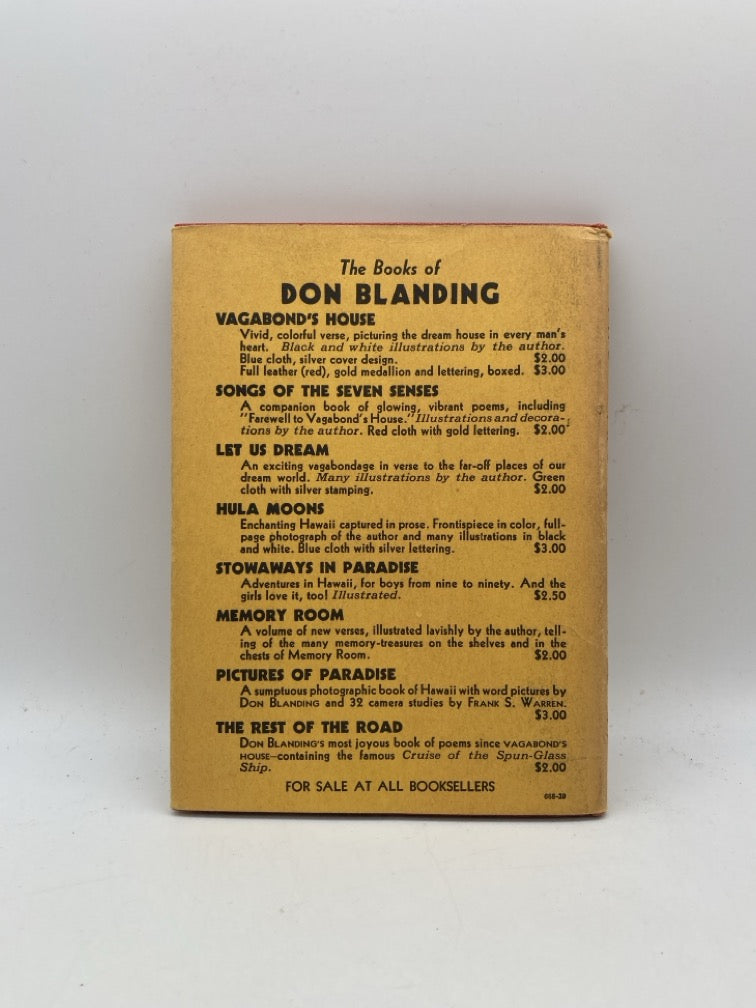 The Books of
DON BLANDING
VAGABOND'S HOUSE
Vivid, colorful verse, picturing the dream house in every man's
heart. Black and white illustrations by the author.
Blue cloth, silver cover design. $2.00
Full leather (red), gold medallion and lettering, boxed. $3.00
SONGS OF THE SEVEN SENSES
A companion book of glowing, vibrant poems, including
"Farewell to Vagabond's House." Illustrations and decora-
tions by the author. Red cloth with gold lettering. $2.00
LET US DREAM
An exciting vagabondage in verse to the far-off places of our
dream world. Many illustrations by the author. Green
cloth with silver stamping. $2.00
HULA MOONS
Enchanting Hawaii captured in prose. Frontispiece in color, full-
page photograph of the author and many illustrations in black
and white. Blue cloth with silver lettering. $3.00
STOWAWAYS IN PARADISE
Adventures in Hawaii, for boys from nine to ninety. And the
girls love it, too! Illustrated. $2.50
MEMORY ROOM
A volume of new verses, illustrated lavishly by the author, tell-
ing of the many memory-treasures on the shelves and in the
chests of Memory Room. $2.00
PICTURES OF PARADISE
A sumptuous photographic book of Hawaii with word pictures by
DON BLANDING and 32 camera studies by FRANK S. WARREN.
$3.00
THE REST OF THE ROAD
DON BLANDING'S most joyous book of poems since VAGABOND'S
HOUSE—containing the famous Cruise of the Spun-Glass
Ship. $2.00
FOR SALE AT ALL BOOKSELLERS